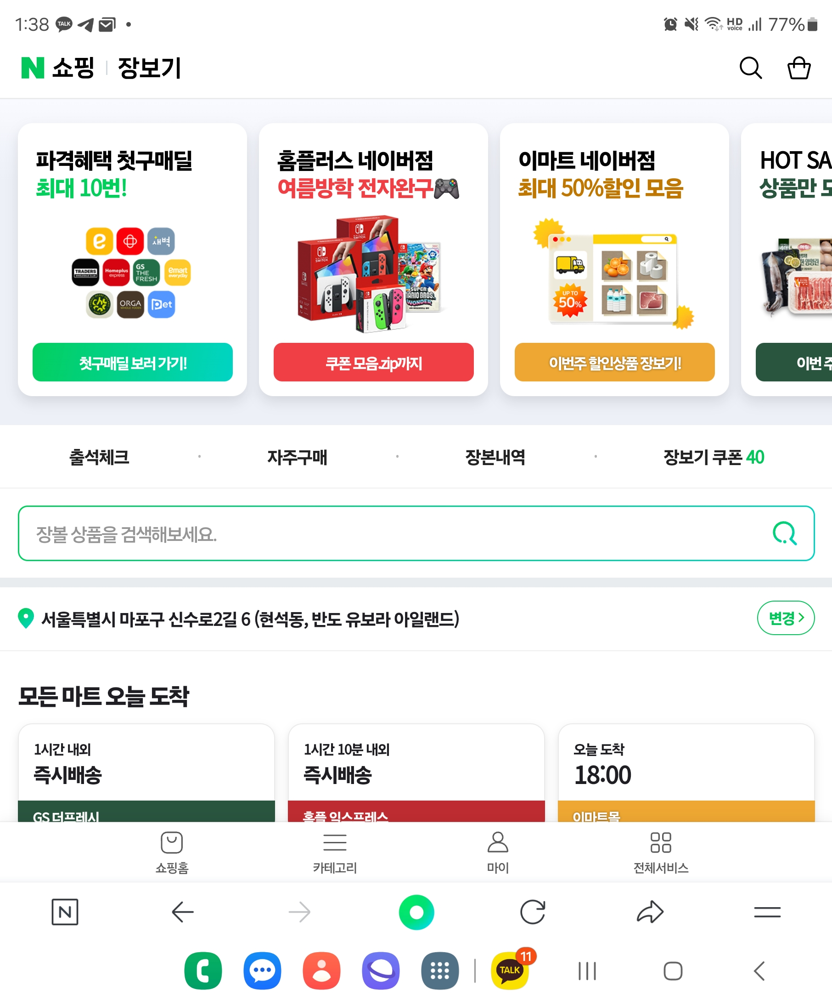 1:38
HD voice 77%
N 쇼핑 장보기
파격혜택 첫구매딜
최대 10번!
e
새벽
TRADERS
WHOLESALE CLUB
Homeplus
express
GS
THE
FRESH
emart
everyday
ORGA
WHOLE FOODS
Pet
첫구매딜 보러 가기!
홈플러스 네이버점
여름방학 전자완구🎮
NINTENDO
SWITCH
NINTENDO
SWITCH
SUPER
MARIO BROS.
WONDER
쿠폰 모음.zip까지
이마트 네이버점
최대 50%할인 모음
UP TO
50%
이번주 할인상품 장보기!
HOT SA
상품만 모
이번 주
출석체크 · 자주구매 · 장본내역 · 장보기 쿠폰 40
장볼 상품을 검색해보세요.
서울특별시 마포구 신수로2길 6 (현석동, 반도 유보라 아일랜드)
변경 >
모든 마트 오늘 도착
1시간 내외
즉시배송
GS 더프레시
1시간 10분 내외
즉시배송
홈플 익스프레스
오늘 도착
18:00
이마트몰
쇼핑홈 카테고리 마이 전체서비스
N
TALK
11